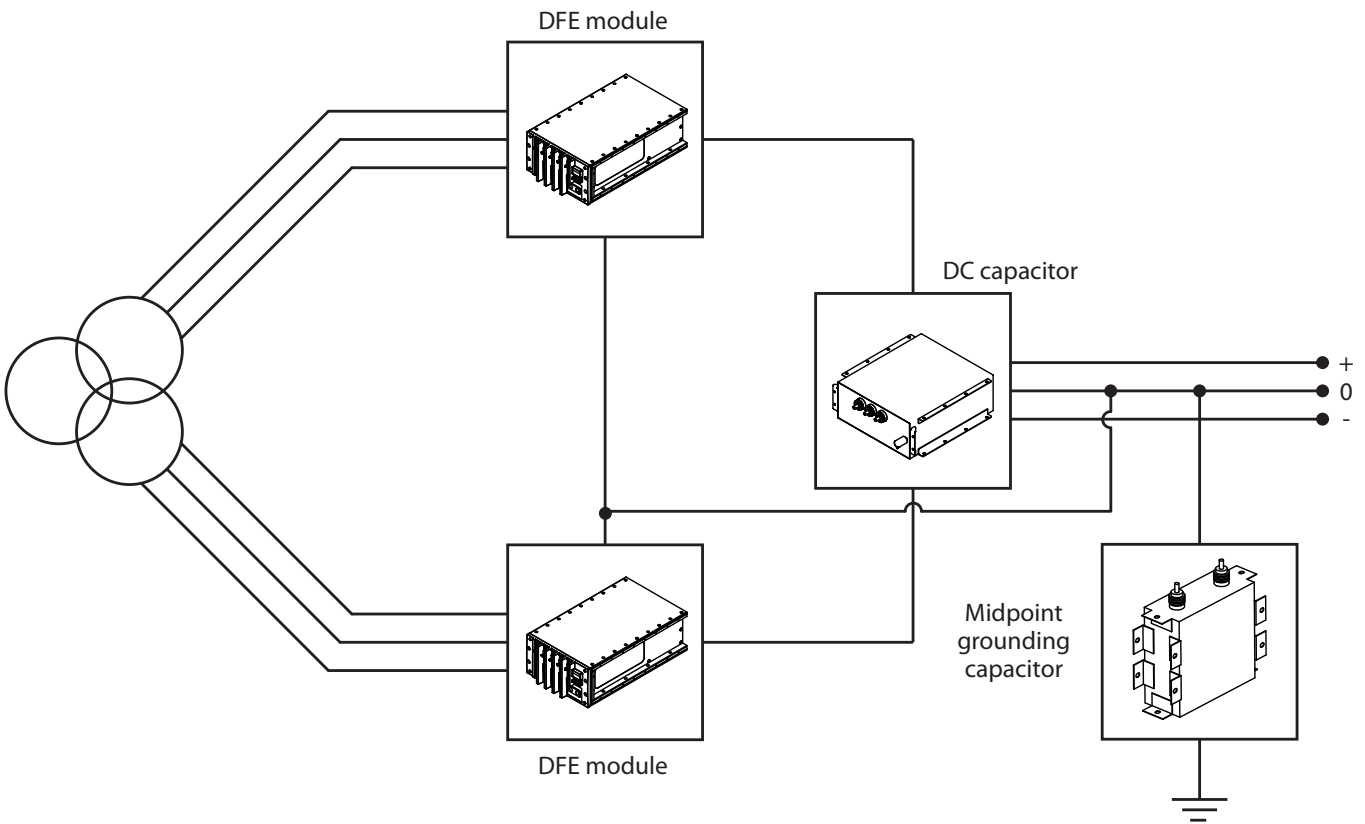 DFE module
DC capacitor
+
0
-
Midpoint
grounding
capacitor
DFE module